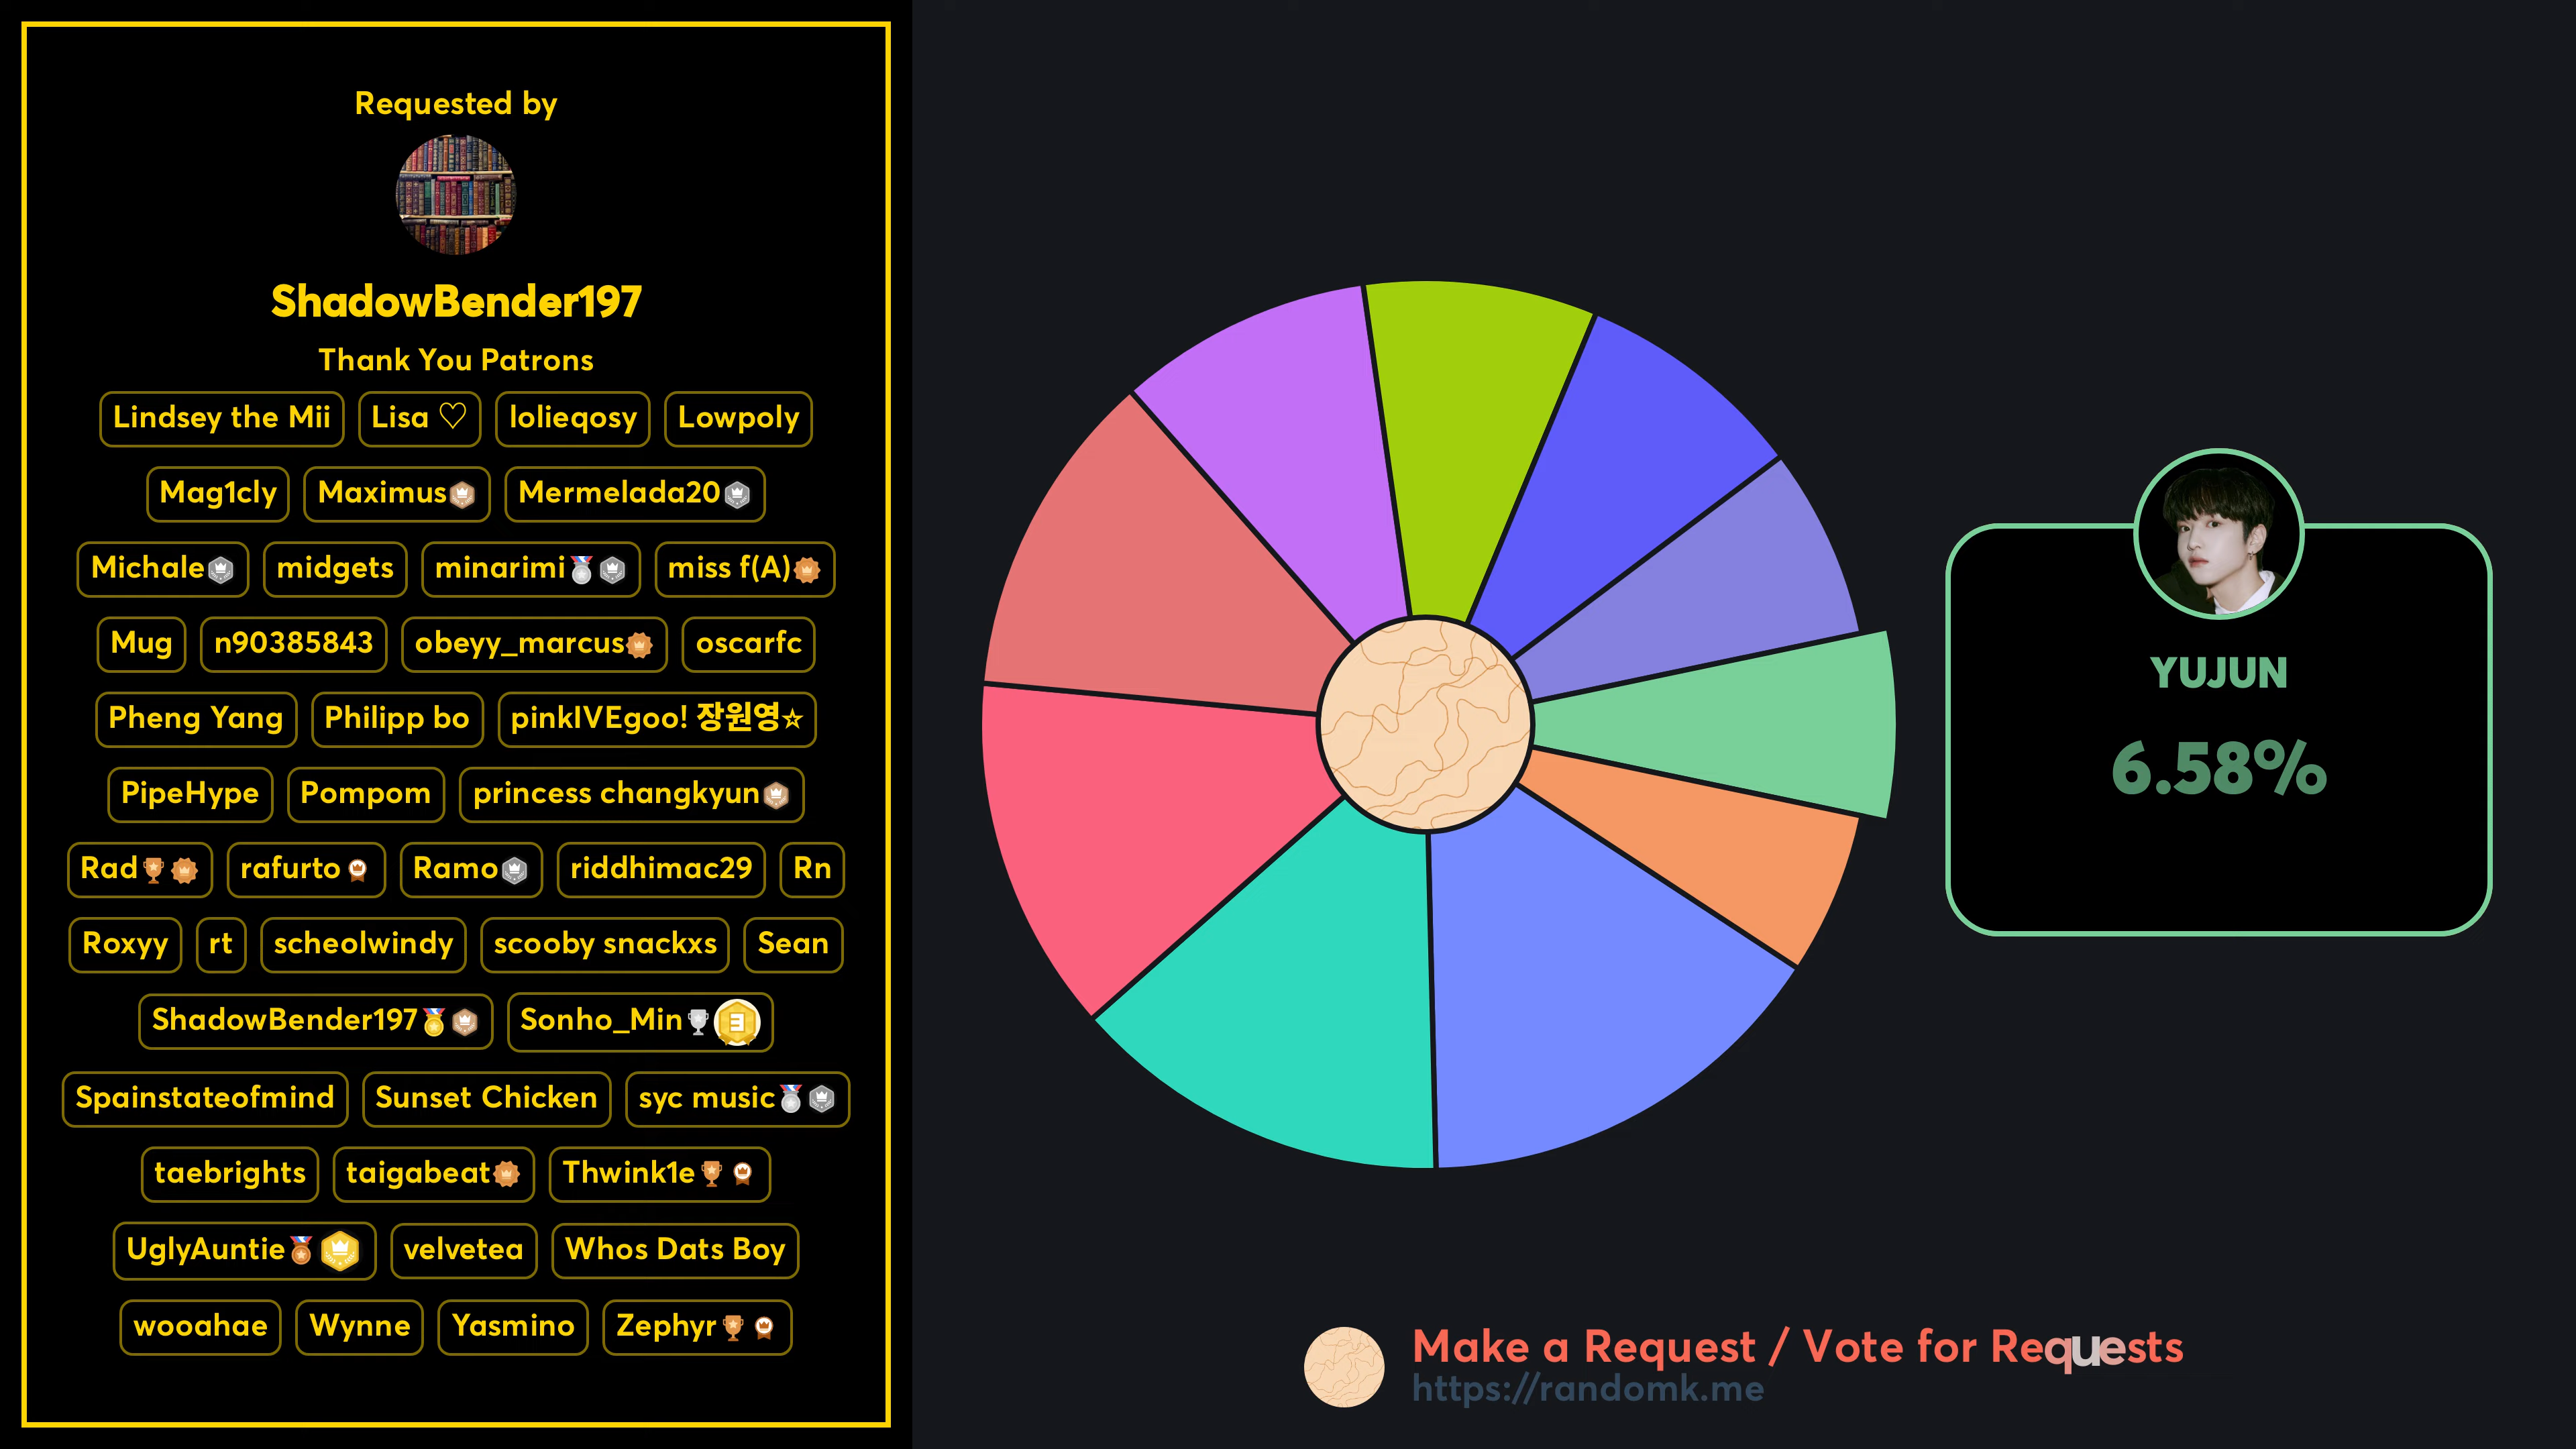 Requested by
ShadowBender197
Thank You Patrons
Lindsey the Mii Lisa ♡ lolieqosy Lowpoly
Mag1cly Maximus Mermelada20
Michale midgets minarimi miss f(A)
Mug n90385843 obeyy_marcus oscarfc
Pheng Yang Philipp bo pinkIVEgoo! 장원영☆
PipeHype Pompom princess changkyun
Rad rafurto Ramo riddhimac29 Rn
Roxyy rt scheolwindy scooby snackxs Sean
ShadowBender197 Sonho_Min 3
Spainstateofmind Sunset Chicken syc music
taebrights taigabeat Thwink1e
UglyAuntie velvetea Whos Dats Boy
wooahae Wynne Yasmino Zephyr
YUJUN
6.58%
Make a Request / Vote for Requests
https://randomk.me